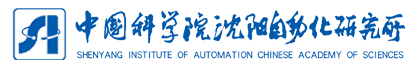 中国科学院沈阳自动化研究所
SHENYANG INSTITUTE OF AUTOMATION CHINESE ACADEMY OF SCIENCES